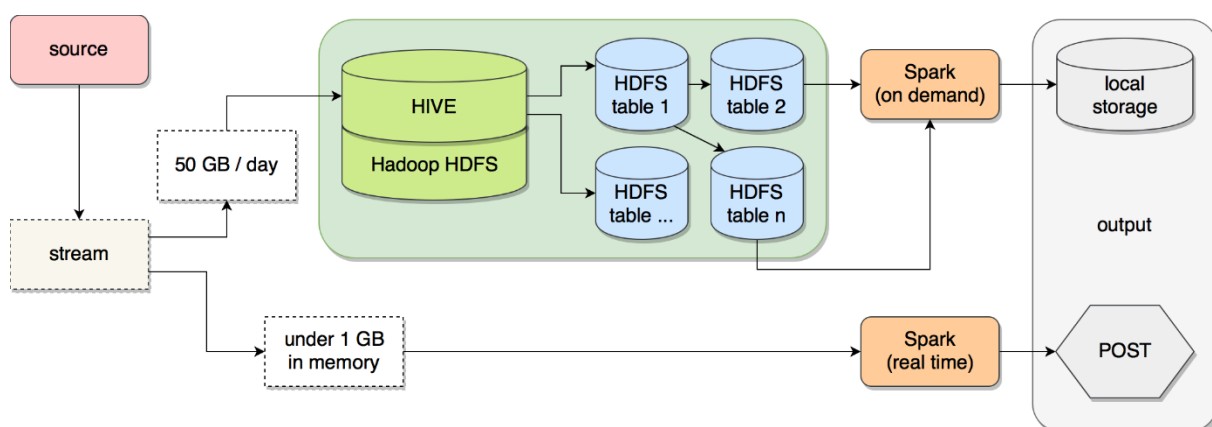 source
50 GB / day
stream
HIVE
Hadoop HDFS
HDFS
table 1
HDFS
table 2
HDFS
table ...
HDFS
table n
Spark
(on demand)
local
storage
output
under 1 GB
in memory
Spark
(real time)
POST